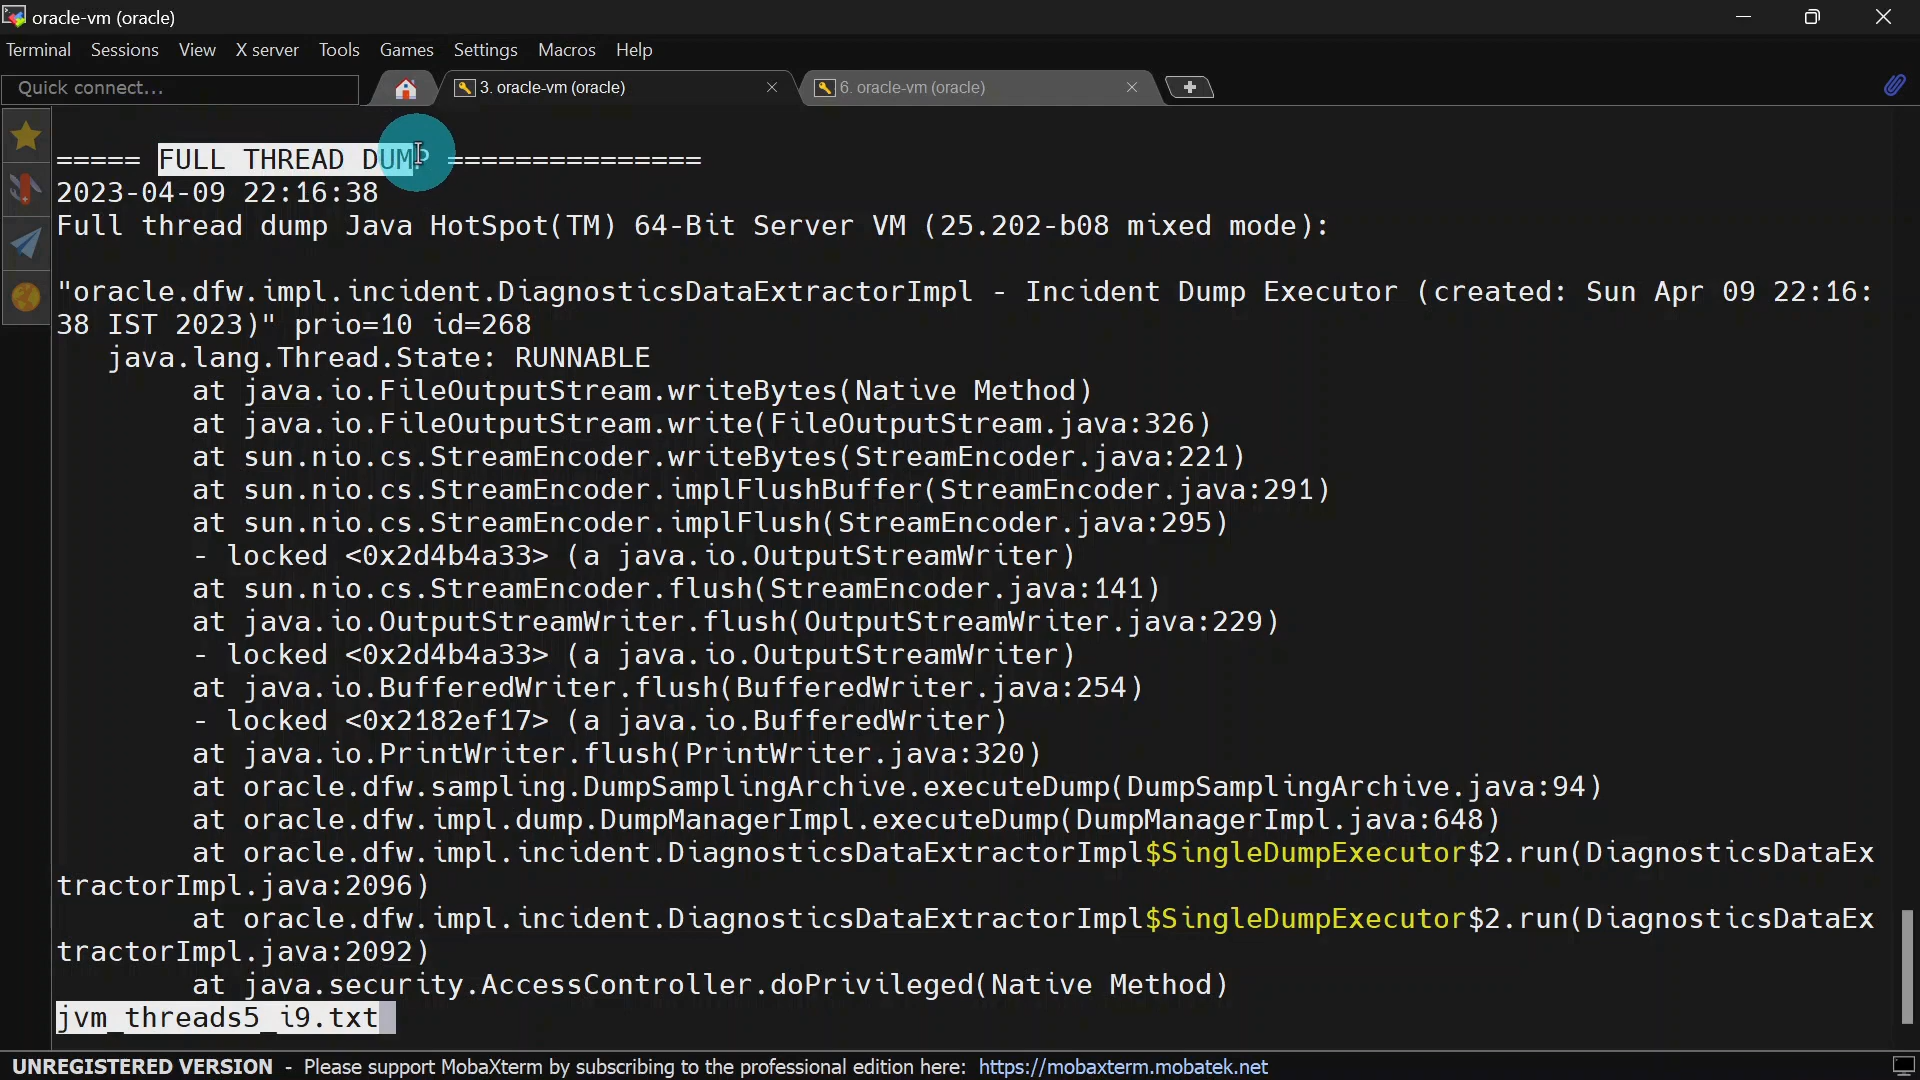 oracle-vm (oracle)
Terminal Sessions View X server Tools Games Settings Macros Help
Quick connect...
3. oracle-vm (oracle)
6. oracle-vm (oracle)
===== FULL THREAD DUMP ===============
2023-04-09 22:16:38
Full thread dump Java HotSpot(TM) 64-Bit Server VM (25.202-b08 mixed mode):
"oracle.dfw.impl.incident.DiagnosticsDataExtractorImpl - Incident Dump Executor (created: Sun Apr 09 22:16:
38 IST 2023)" prio=10 id=268
java.lang.Thread.State: RUNNABLE
at java.io.FileOutputStream.writeBytes(Native Method)
at java.io.FileOutputStream.write(FileOutputStream.java:326)
at sun.nio.cs.StreamEncoder.writeBytes(StreamEncoder.java:221)
at sun.nio.cs.StreamEncoder.implFlushBuffer(StreamEncoder.java:291)
at sun.nio.cs.StreamEncoder.implFlush(StreamEncoder.java:295)
- locked <0x2d4b4a33> (a java.io.OutputStreamWriter)
at sun.nio.cs.StreamEncoder.flush(StreamEncoder.java:141)
at java.io.OutputStreamWriter.flush(OutputStreamWriter.java:229)
- locked <0x2d4b4a33> (a java.io.OutputStreamWriter)
at java.io.BufferedWriter.flush(BufferedWriter.java:254)
- locked <0x2182ef17> (a java.io.BufferedWriter)
at java.io.PrintWriter.flush(PrintWriter.java:320)
at oracle.dfw.sampling.DumpSamplingArchive.executeDump(DumpSamplingArchive.java:94)
at oracle.dfw.impl.dump.DumpManagerImpl.executeDump(DumpManagerImpl.java:648)
at oracle.dfw.impl.incident.DiagnosticsDataExtractorImpl$SingleDumpExecutor$2.run(DiagnosticsDataEx
tractorImpl.java:2096)
at oracle.dfw.impl.incident.DiagnosticsDataExtractorImpl$SingleDumpExecutor$2.run(DiagnosticsDataEx
tractorImpl.java:2092)
at java.security.AccessController.doPrivileged(Native Method)
jvm_threads5_i9.txt
UNREGISTERED VERSION - Please support MobaXterm by subscribing to the professional edition here: https://mobaxterm.mobatek.net